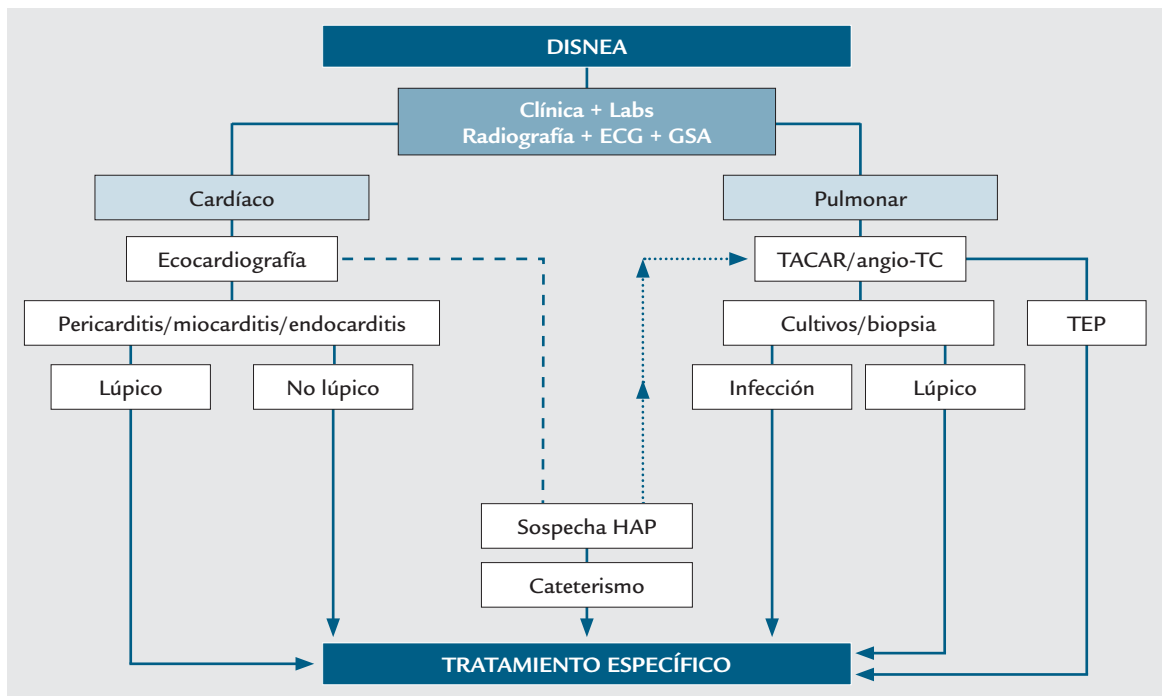 DISNEA
Clínica + Labs
Radiografía + ECG + GSA
Cardíaco
Pulmonar
Ecocardiografía
TACAR/angio-TC
Pericarditis/miocarditis/endocarditis
Cultivos/biopsia
TEP
Lúpico
No lúpico
Infección
Lúpico
Sospecha HAP
Cateterismo
TRATAMIENTO ESPECÍFICO